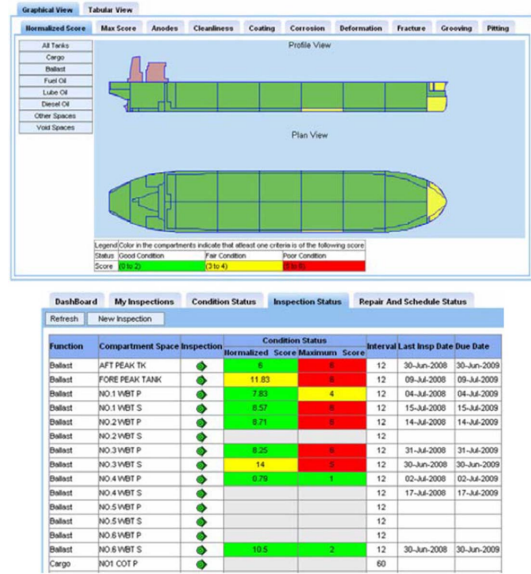 Graphical View Tabular View
Normalized Score Max Score Anodes Cleanliness Coating Corrosion Deformation Fracture Grooving Pitting
All Tanks
Cargo
Ballast
Fuel Oil
Lube Oil
Diesel Oil
Other Spaces
Void Spaces
Profile View
Plan View
Legend Color in the compartments indicate that atleast one criteria is of the following score
Status Good Condition Fair Condition Poor Condition
Score (0 to 2) (3 to 4)
DashBoard My Inspections Condition Status Inspection Status Repair And Schedule Status
Refresh New Inspection
Function Compartment Space Inspection Condition Status Interval Last Insp Date Due Date
Normalized Score Maximum Score
Ballast AFT PEAK TK 6 12 30-Jun-2008 30-Jun-2009
Ballast FORE PEAK TANK 11.83 12 09-Jul-2008 09-Jul-2009
Ballast NO.1 WBT P 7.83 4 12 04-Jul-2008 04-Jul-2009
Ballast NO.1 WBT S 8.57 12 15-Jul-2008 15-Jul-2009
Ballast NO.2 WBT P 8.71 12 14-Jul-2008 14-Jul-2009
Ballast NO.2 WBT S 12
Ballast NO.3 WBT P 8.25 12 31-Jul-2008 31-Jul-2009
Ballast NO.3 WBT S 14 5 12 30-Jun-2008 30-Jun-2009
Ballast NO.4 WBT P 0.79 1 12 02-Jul-2008 02-Jul-2009
Ballast NO.4 WBT S 12 17-Jul-2008 17-Jul-2009
Ballast NO.5 WBT P 12
Ballast NO.5 WBT S 12
Ballast NO.6 WBT P 12
Ballast NO.6 WBT S 10.5 2 12 30-Jun-2008 30-Jun-2009
Cargo NO1 COT P 60